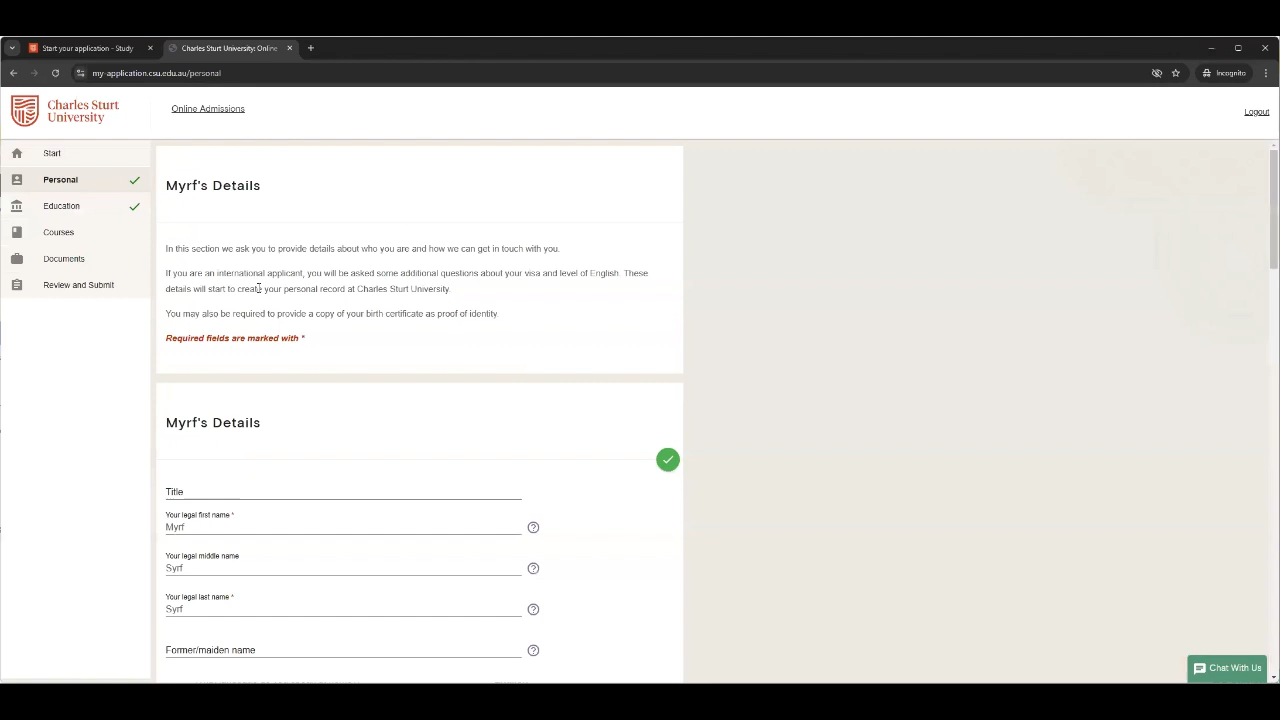 Start your application - Study
Charles Sturt University: Online
my-application.csu.edu.au/personal
Incognito
Charles Sturt
University
Online Admissions
Logout
Start
Personal
Education
Courses
Documents
Review and Submit
Myrf's Details
In this section we ask you to provide details about who you are and how we can get in touch with you.
If you are an international applicant, you will be asked some additional questions about your visa and level of English. These
details will start to create your personal record at Charles Sturt University.
You may also be required to provide a copy of your birth certificate as proof of identity.
Required fields are marked with *
Myrf's Details
Title
Your legal first name *
Myrf
Your legal middle name
Syrf
Your legal last name *
Syrf
Former/maiden name
Chat With Us